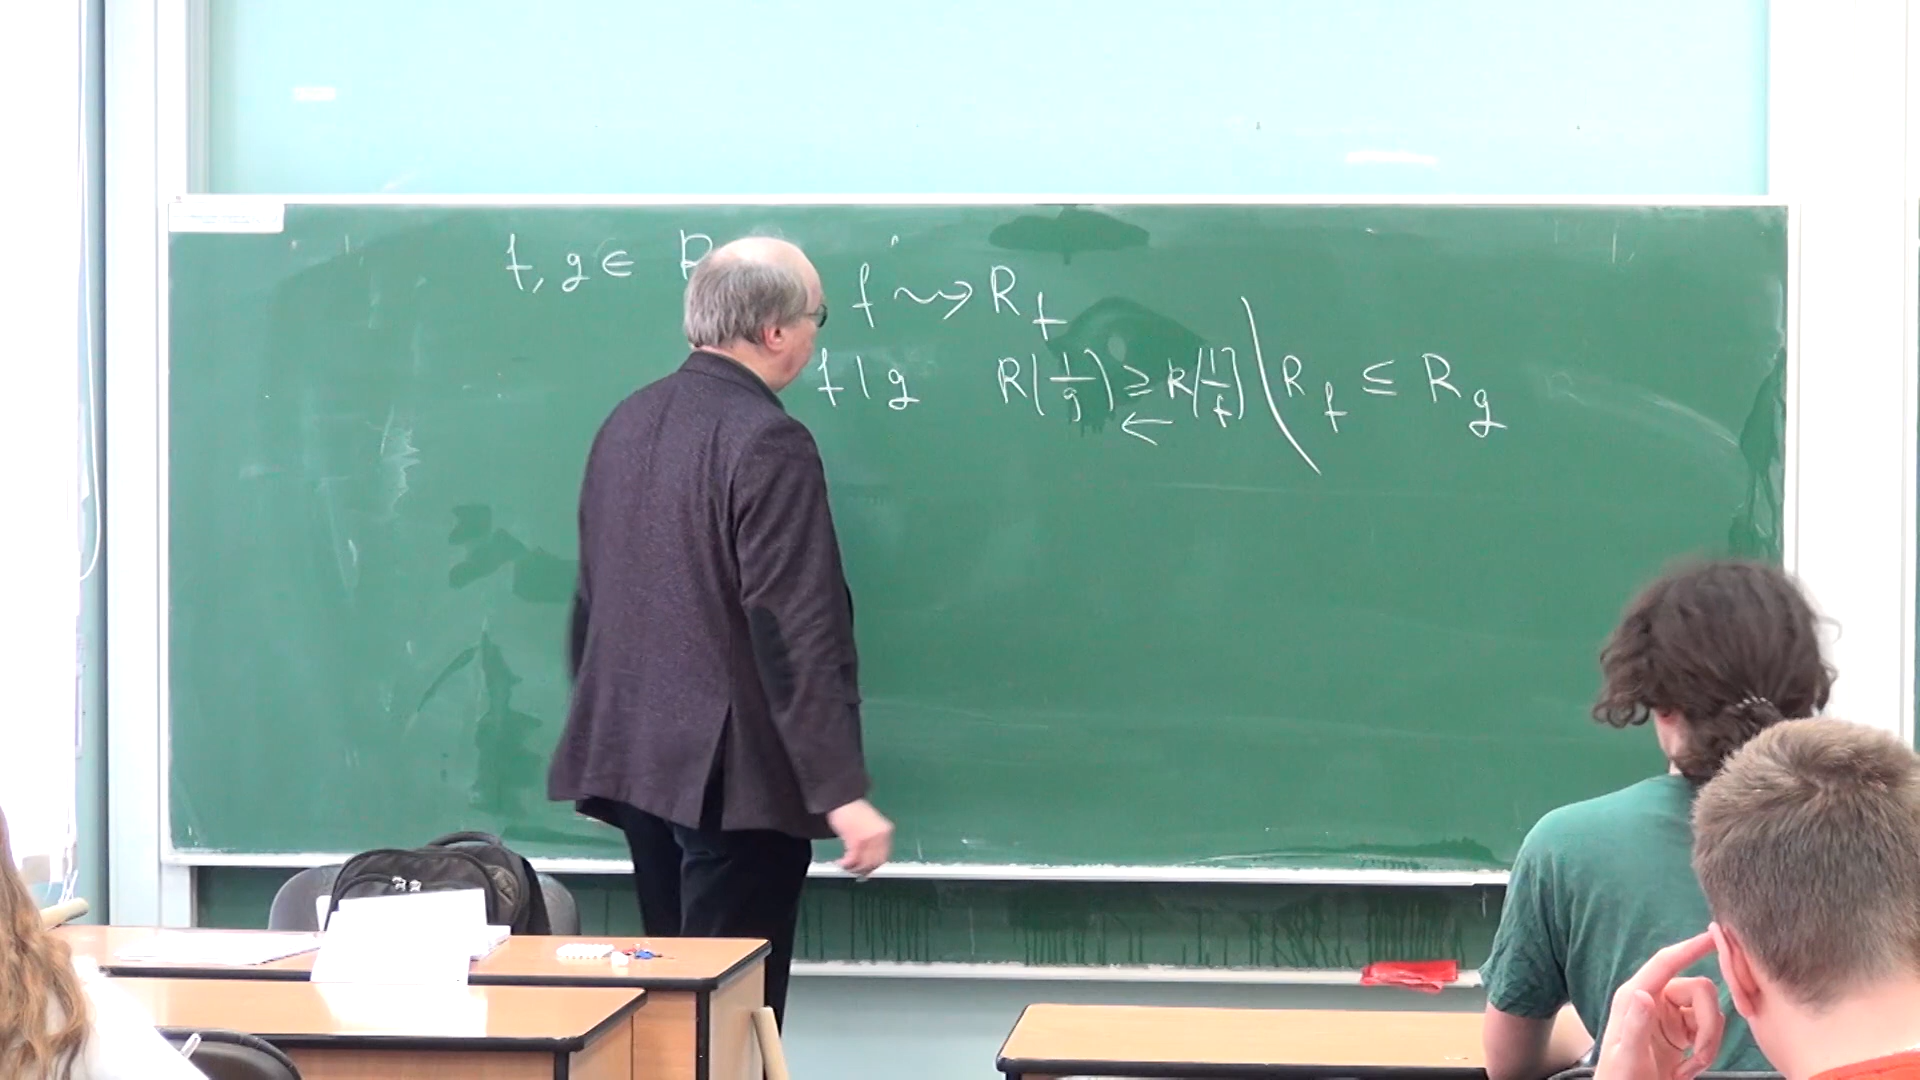 f, g ∈ R
f ⇝ R_f
f | g R[1/g] ≥ R[1/f] \ R_f ≤ R_g
←